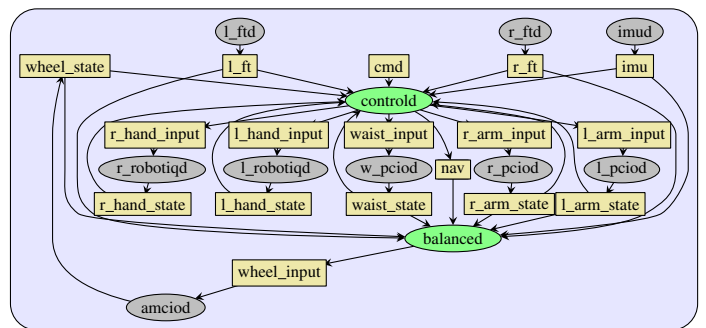 l_ftd
r_ftd
imud
wheel_state
l_ft
cmd
r_ft
imu
controld
r_hand_input
l_hand_input
waist_input
r_arm_input
l_arm_input
r_robotiqd
l_robotiqd
w_pciod
nav
r_pciod
l_pciod
r_hand_state
l_hand_state
waist_state
r_arm_state
l_arm_state
balanced
wheel_input
amciod